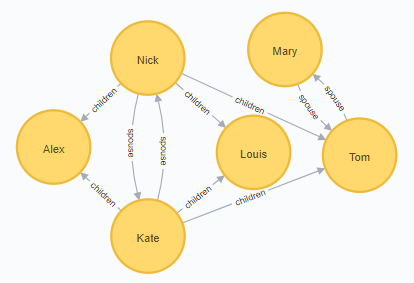 Mary
Nick
children
children
children
spouse
spouse
spouse
spouse
Alex
Louis
Tom
children
children
children
Kate